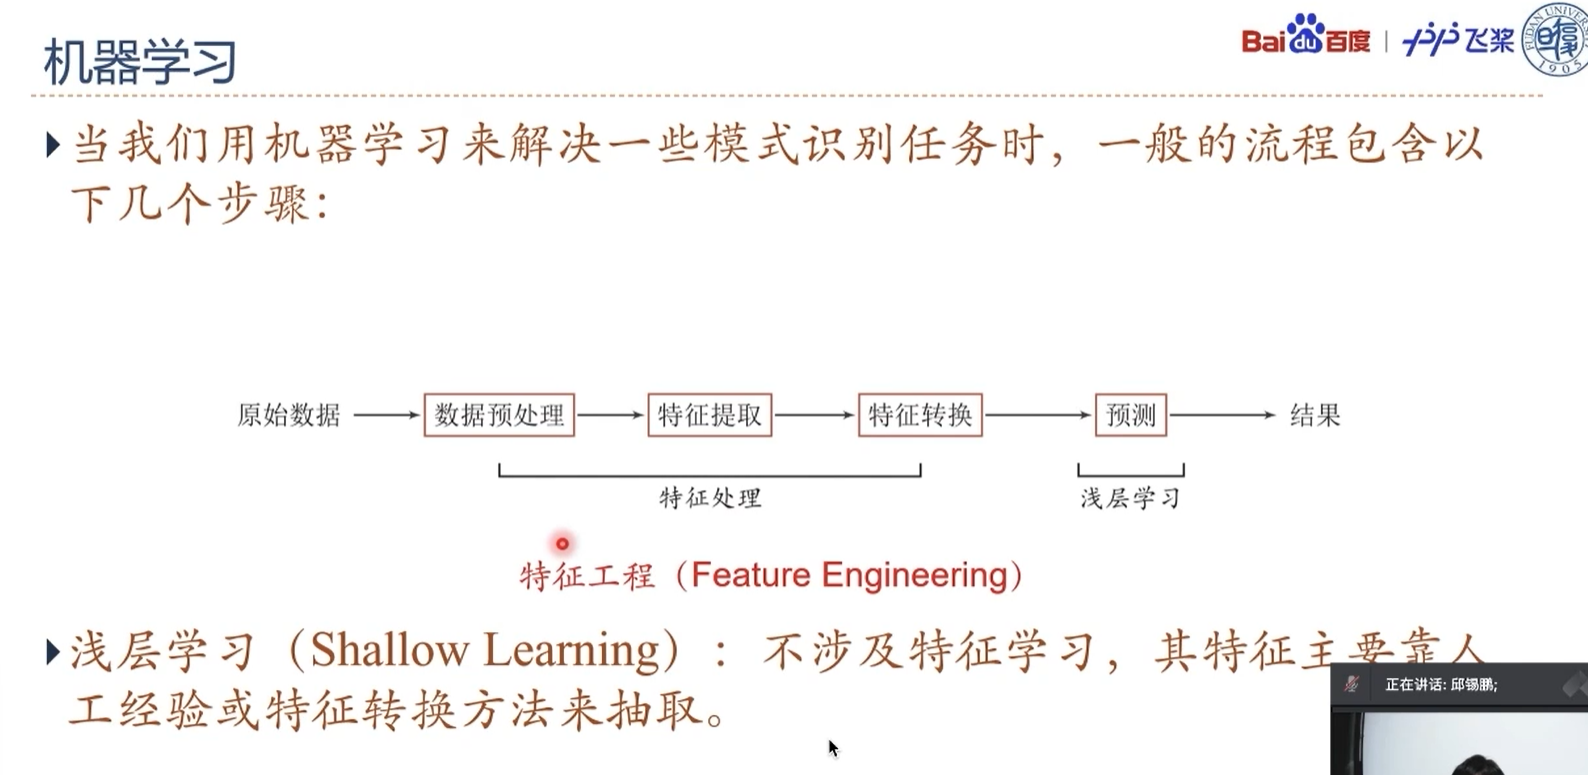 机器学习
Bai du 百度 | 飞桨
FUDAN UNIVERSITY 1905
当我们用机器学习来解决一些模式识别任务时，一般的流程包含以
下几个步骤：
原始数据 数据预处理 特征提取 特征转换 预测 结果
特征处理 浅层学习
特征工程（Feature Engineering）
浅层学习（Shallow Learning）：不涉及特征学习，其特征主要靠人
工经验或特征转换方法来抽取。
正在讲话: 邱锡鹏;